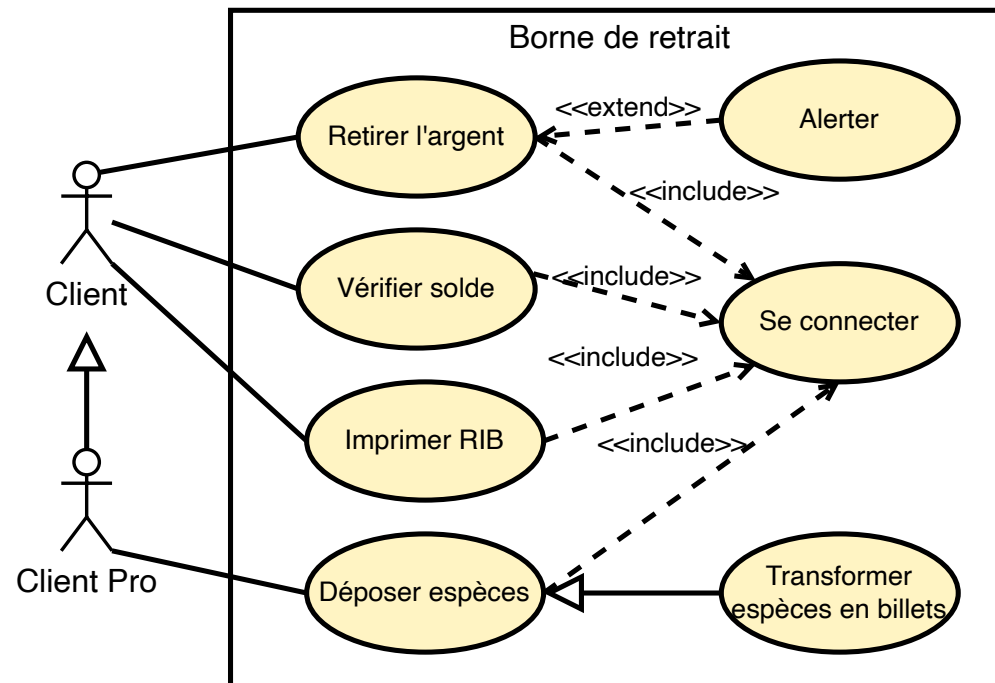 Borne de retrait
Retirer l'argent
<<extend>>
Alerter
<<include>>
Client
Vérifier solde
<<include>>
Se connecter
<<include>>
Imprimer RIB
<<include>>
Client Pro
Déposer espèces
Transformer
espèces en billets